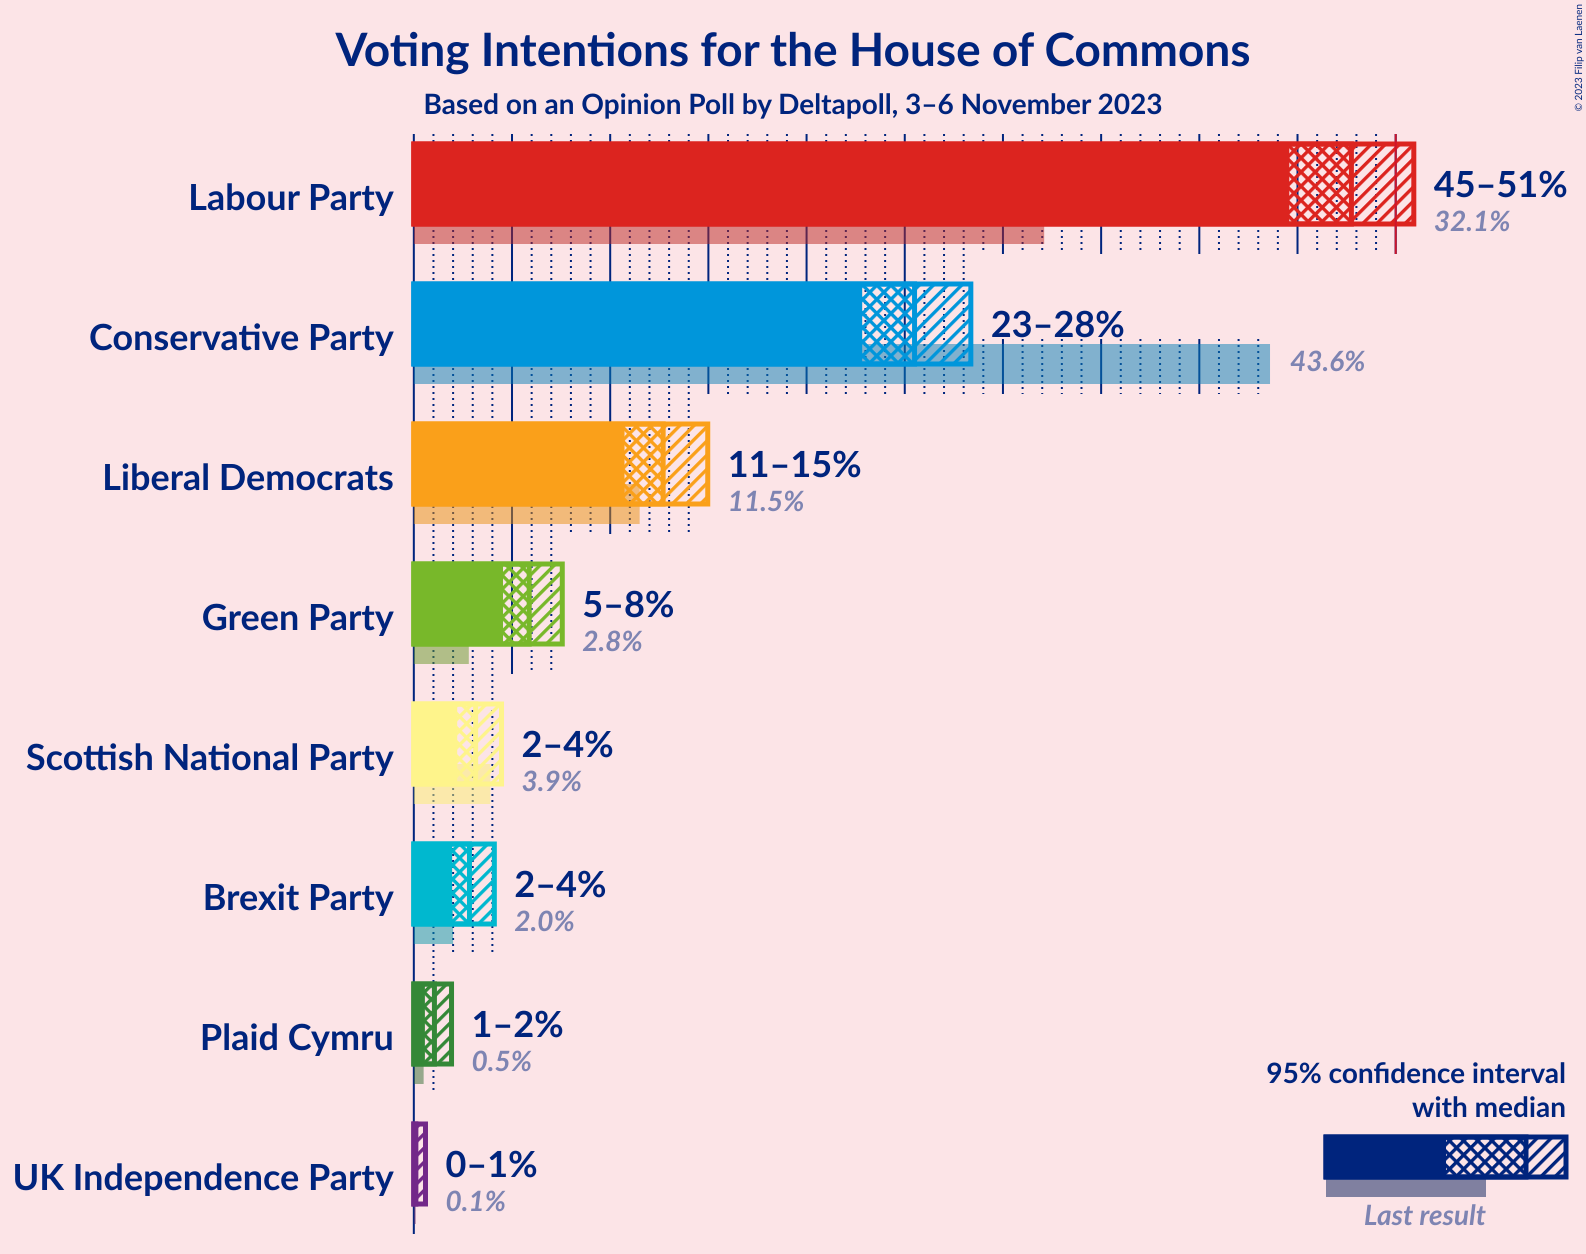 Voting Intentions for the House of Commons
Based on an Opinion Poll by Deltapoll, 3–6 November 2023
© 2023 Filip van Laenen
Labour Party
45–51%
32.1%
Conservative Party
23–28%
43.6%
Liberal Democrats
11–15%
11.5%
Green Party
5–8%
2.8%
Scottish National Party
2–4%
3.9%
Brexit Party
2–4%
2.0%
Plaid Cymru
1–2%
0.5%
UK Independence Party
0–1%
0.1%
95% confidence interval
with median
Last result